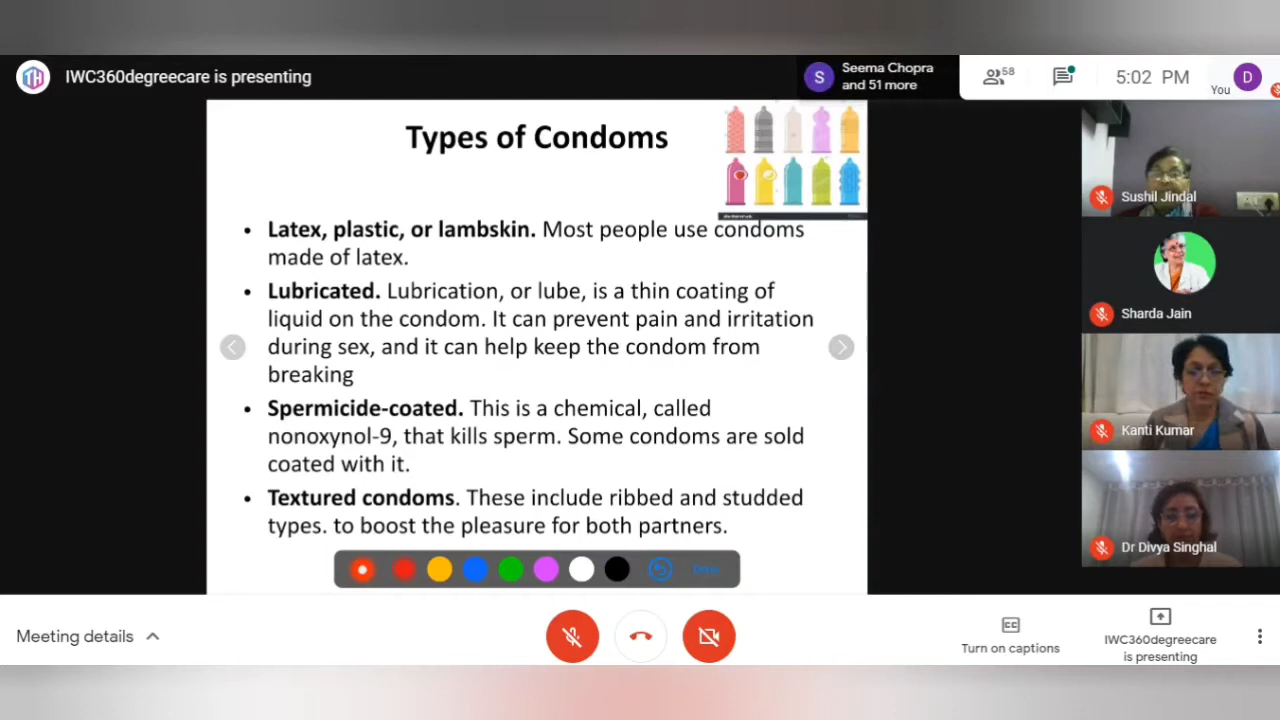 IWC360degreecare is presenting
S
Seema Chopra
and 51 more
58
5:02 PM
You
D
Types of Condoms
• Latex, plastic, or lambskin. Most people use condoms
made of latex.
• Lubricated. Lubrication, or lube, is a thin coating of
liquid on the condom. It can prevent pain and irritation
during sex, and it can help keep the condom from
breaking
• Spermicide-coated. This is a chemical, called
nonoxynol-9, that kills sperm. Some condoms are sold
coated with it.
• Textured condoms. These include ribbed and studded
types. to boost the pleasure for both partners.
Done
Sushil Jindal
Sharda Jain
Kanti Kumar
Dr Divya Singhal
Meeting details
CC
Turn on captions
IWC360degreecare
is presenting